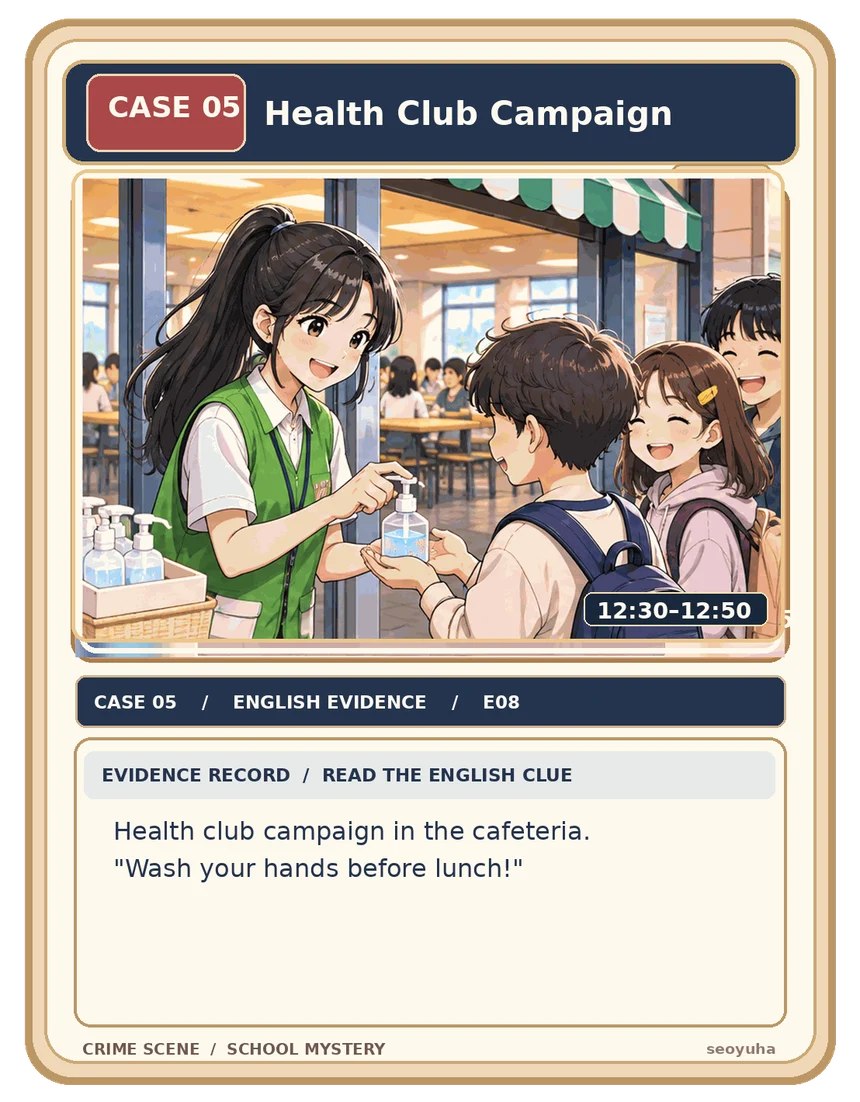 CASE 05
Health Club Campaign
12:30–12:50
CASE 05 / ENGLISH EVIDENCE / E08
EVIDENCE RECORD / READ THE ENGLISH CLUE
Health club campaign in the cafeteria.
"Wash your hands before lunch!"
CRIME SCENE / SCHOOL MYSTERY
seoyuha